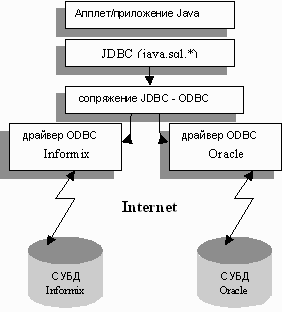 Апплет/приложение Java
JDBC (java.sql.*)
сопряжение JDBC - ODBC
драйвер ODBC
Informix
драйвер ODBC
Oracle
Internet
СУБД
Informix
СУБД
Oracle